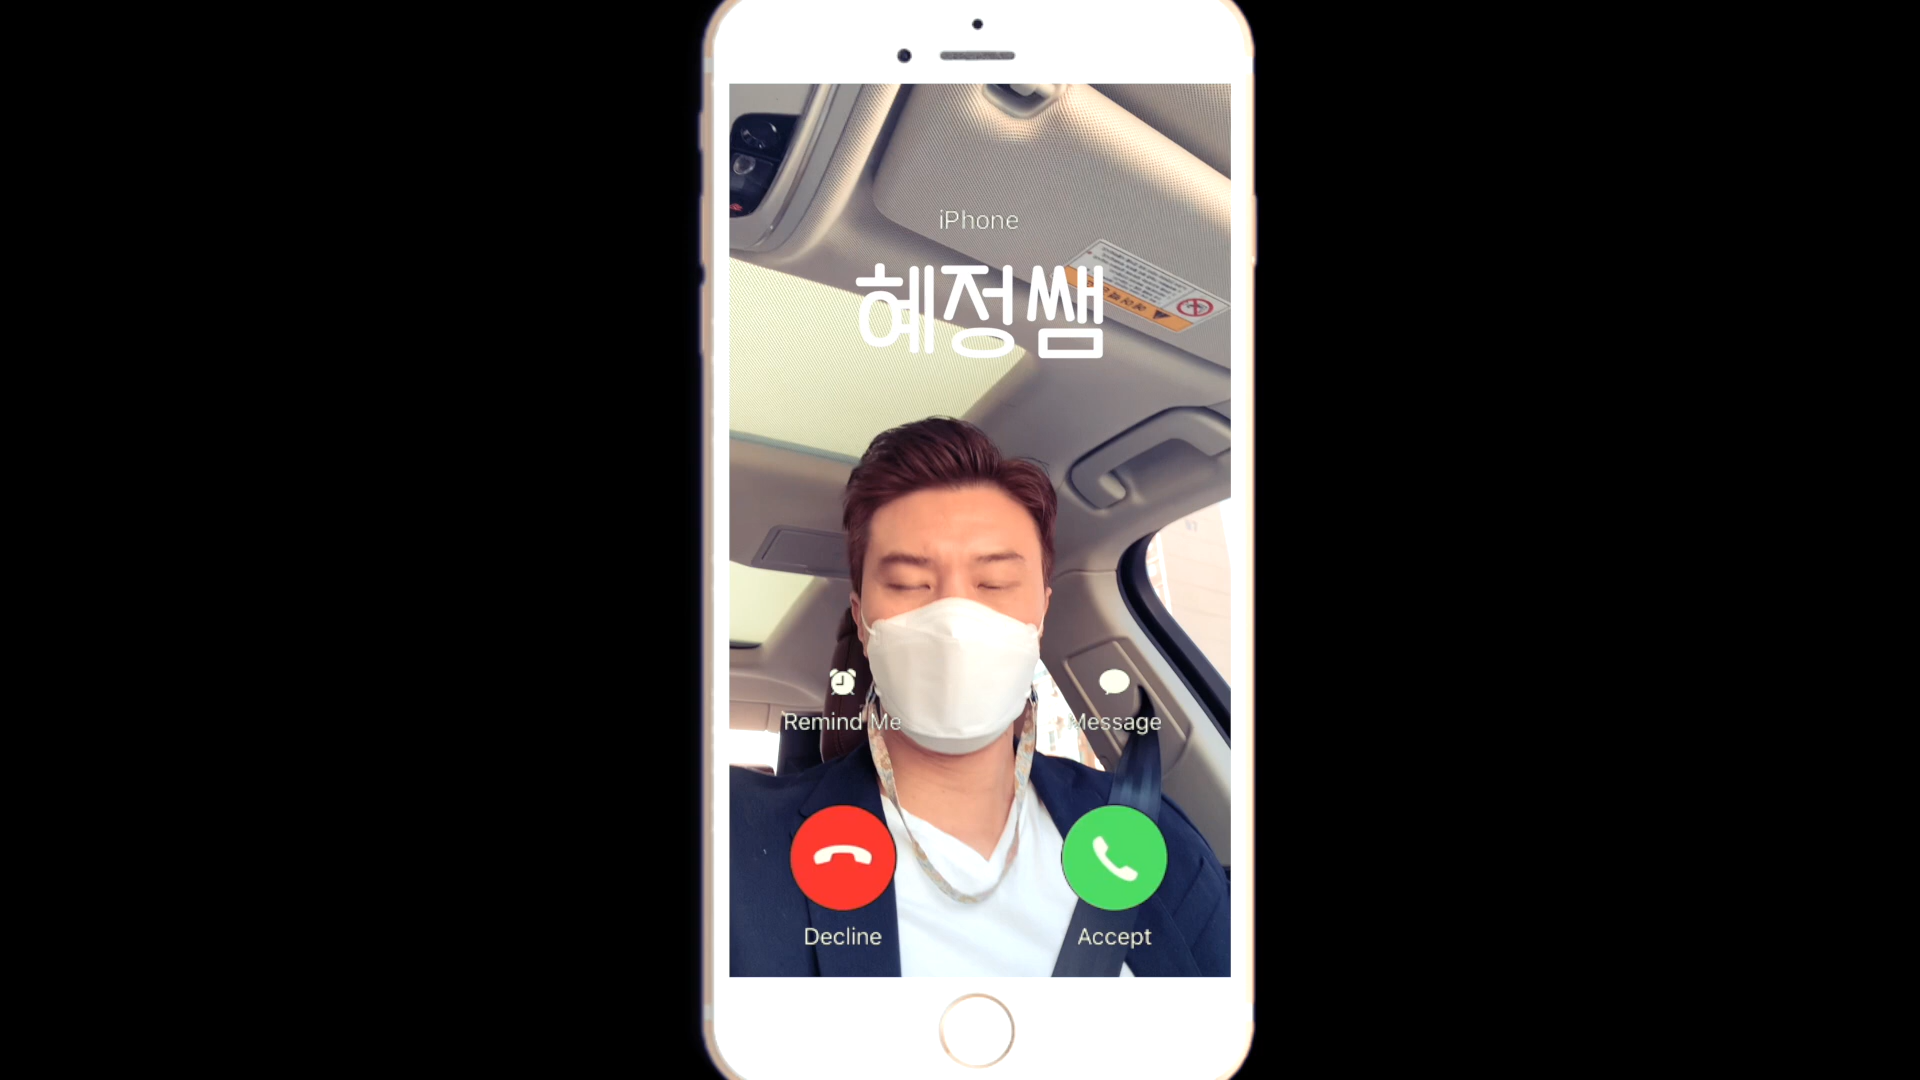 iPhone
혜정쌤
Remind Me
Message
Decline
Accept